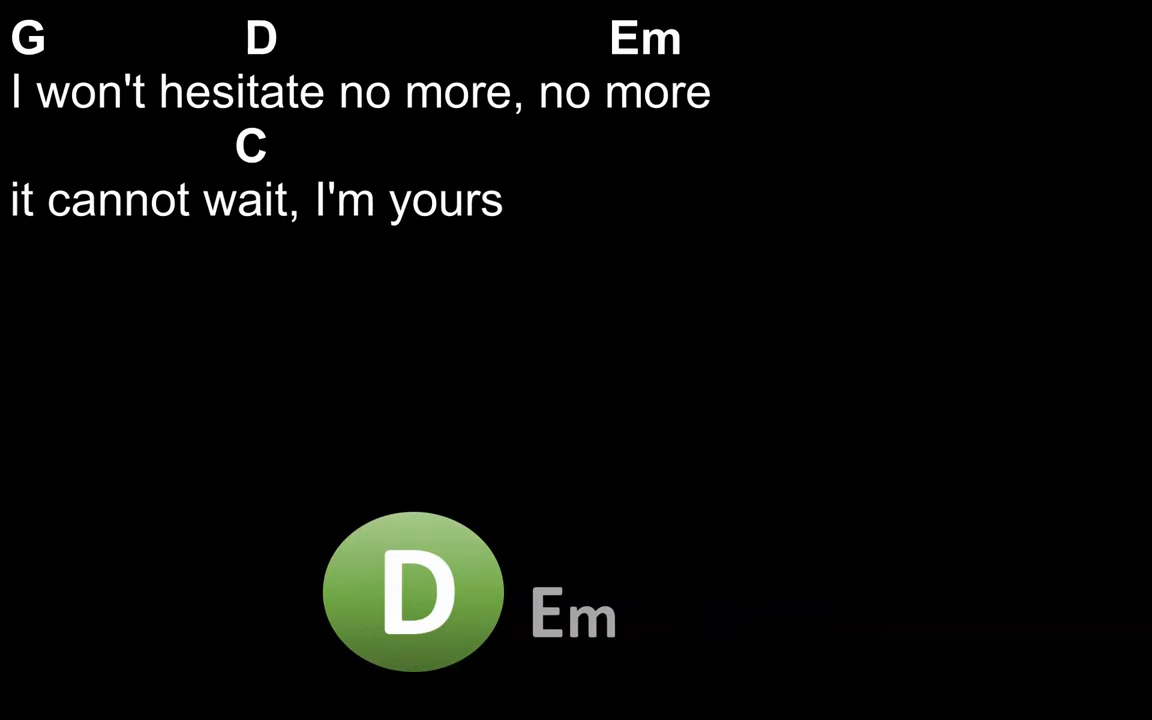 G D Em
I won't hesitate no more, no more
C
it cannot wait, I'm yours
D Em